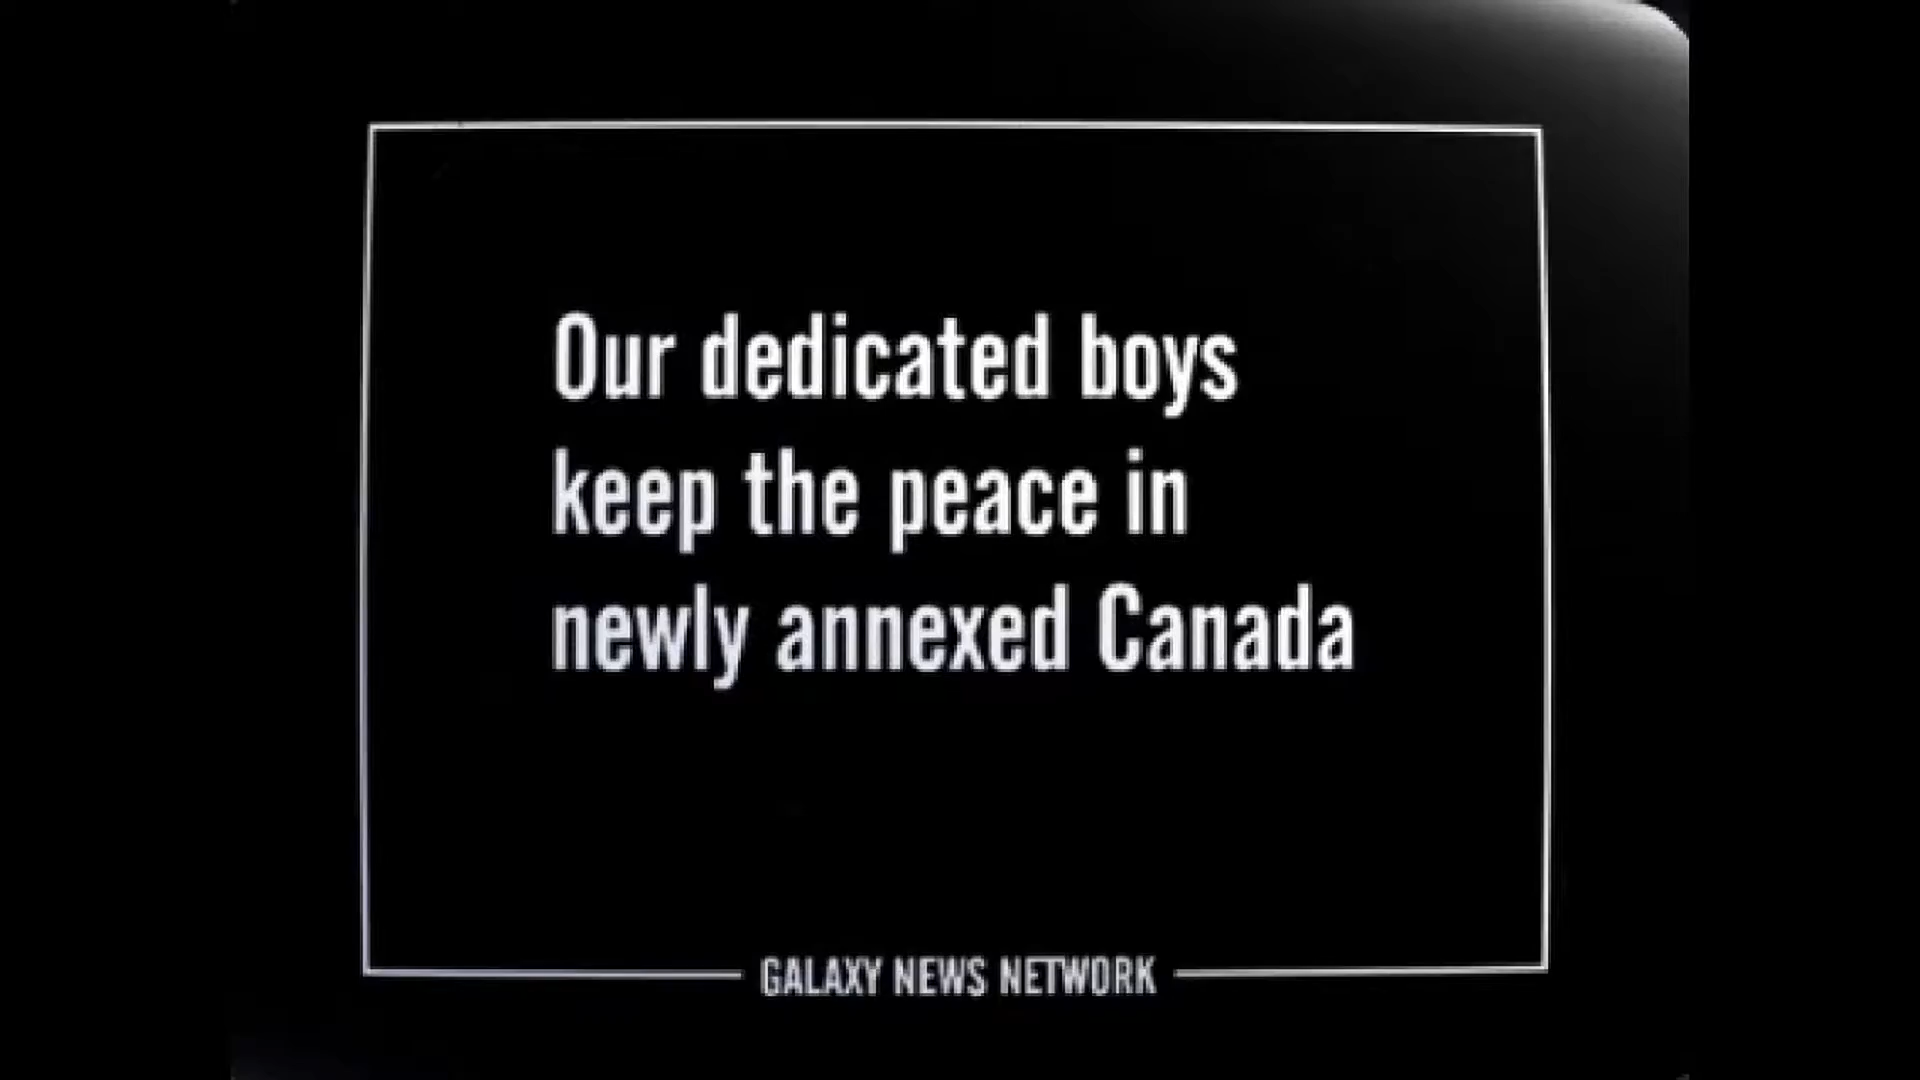 Our dedicated boys
keep the peace in
newly annexed Canada
GALAXY NEWS NETWORK